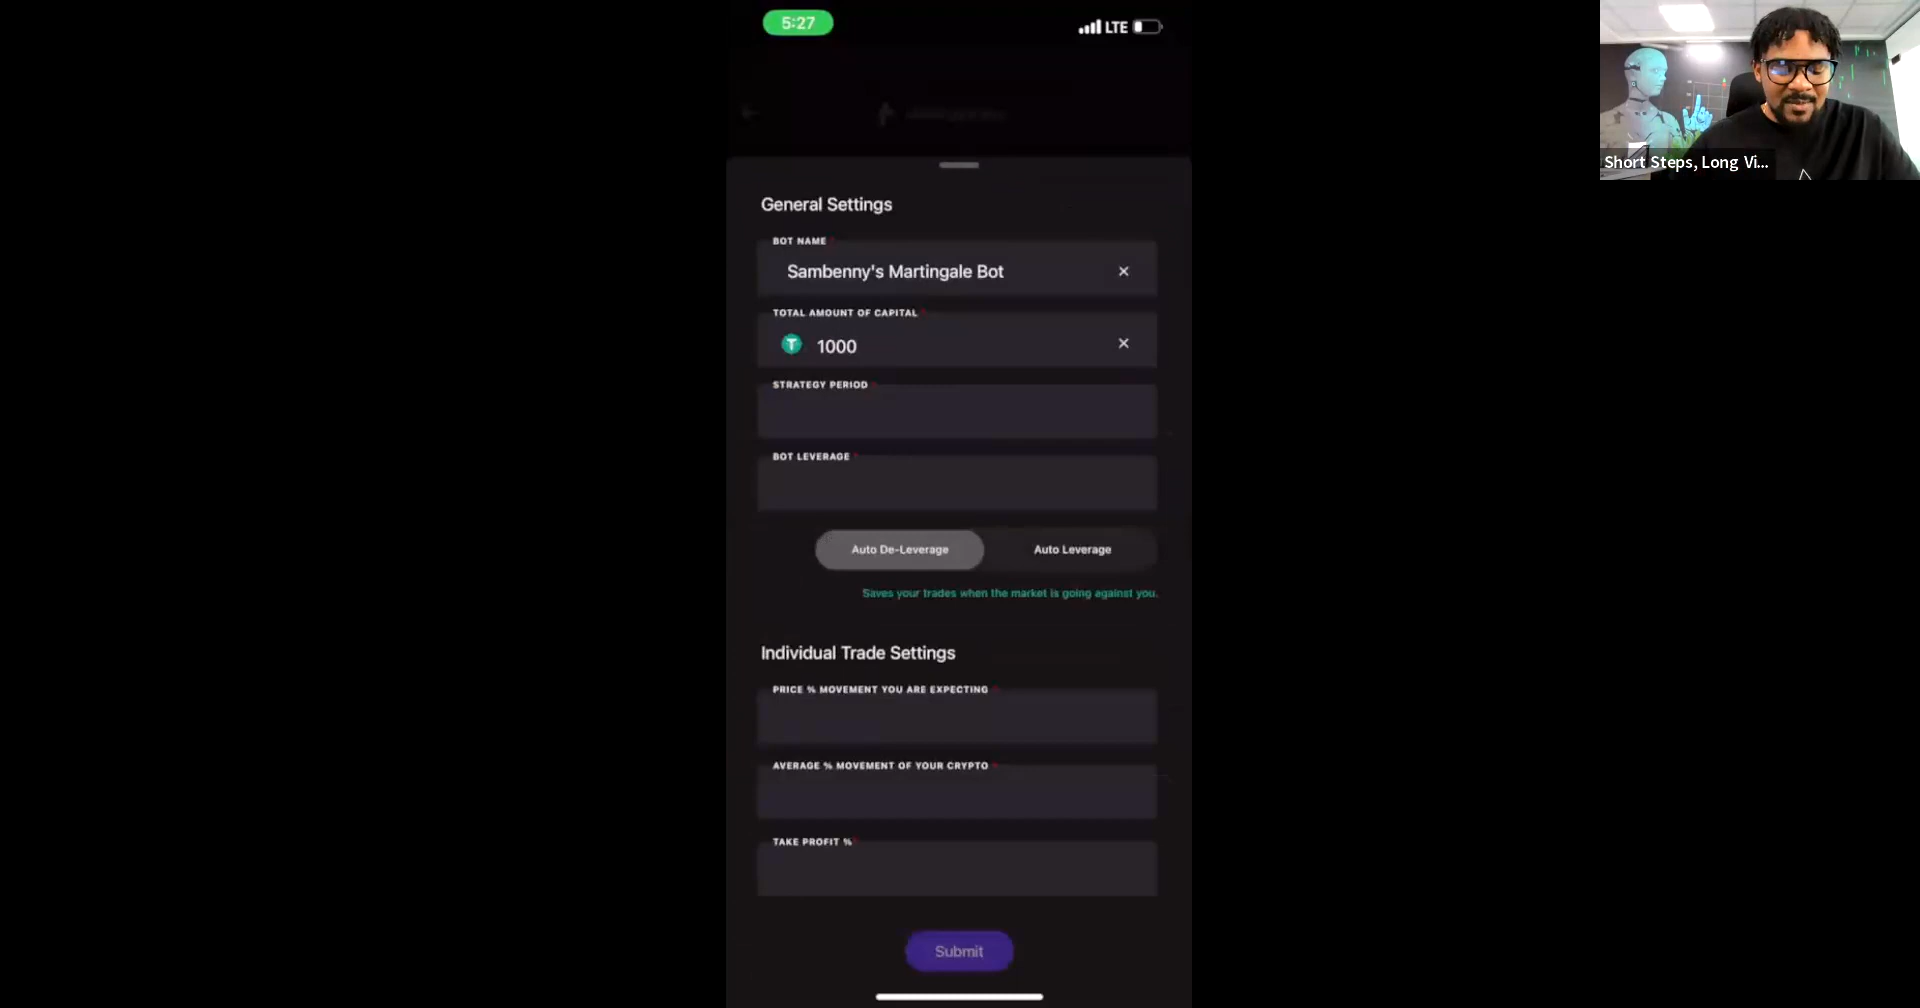 5:27
LTE
Short Steps, Long Vi...
General Settings
BOT NAME *
Sambenny's Martingale Bot
TOTAL AMOUNT OF CAPITAL *
1000
STRATEGY PERIOD *
BOT LEVERAGE *
Auto De-Leverage
Auto Leverage
Saves your trades when the market is going against you.
Individual Trade Settings
PRICE % MOVEMENT YOU ARE EXPECTING *
AVERAGE % MOVEMENT OF YOUR CRYPTO *
TAKE PROFIT % *
Submit